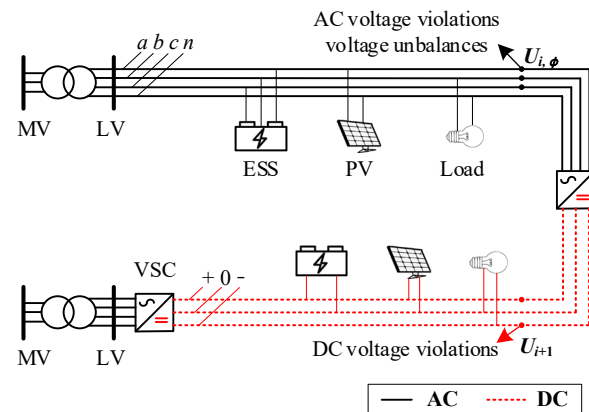 AC voltage violations
voltage unbalances
a b c n
U_{i, ϕ}
MV
LV
ESS
PV
Load
VSC
+ 0 -
MV
LV
DC voltage violations
U_{i+1}
AC
DC